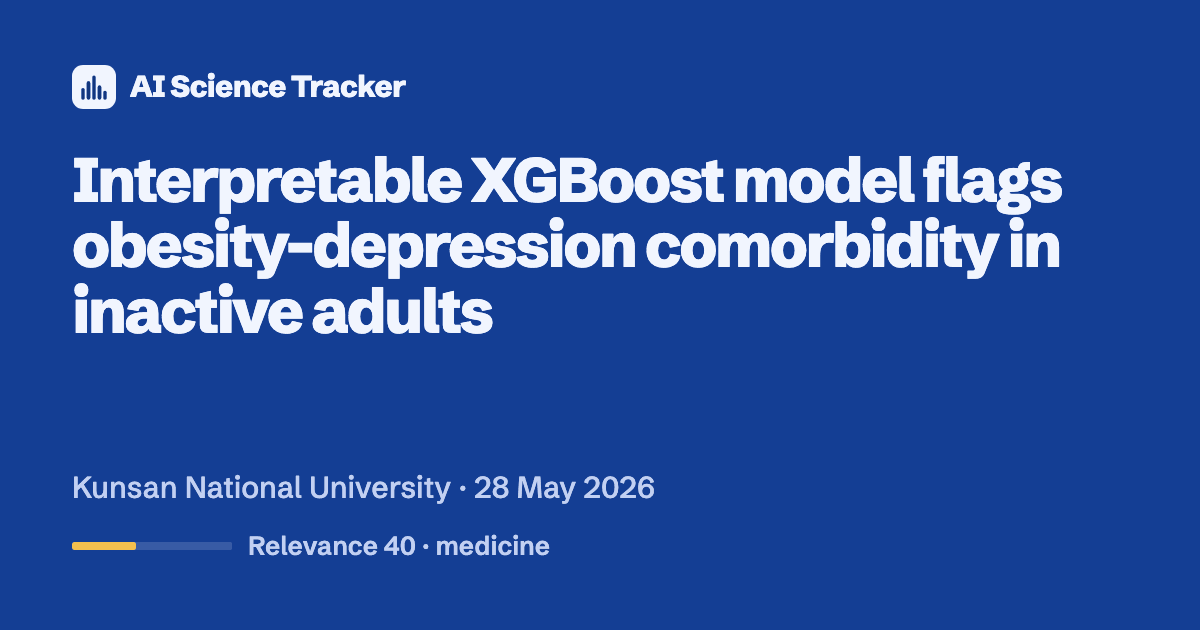 AI Science Tracker
Interpretable XGBoost model flags
obesity-depression comorbidity in
inactive adults
Kunsan National University · 28 May 2026
Relevance 40 · medicine